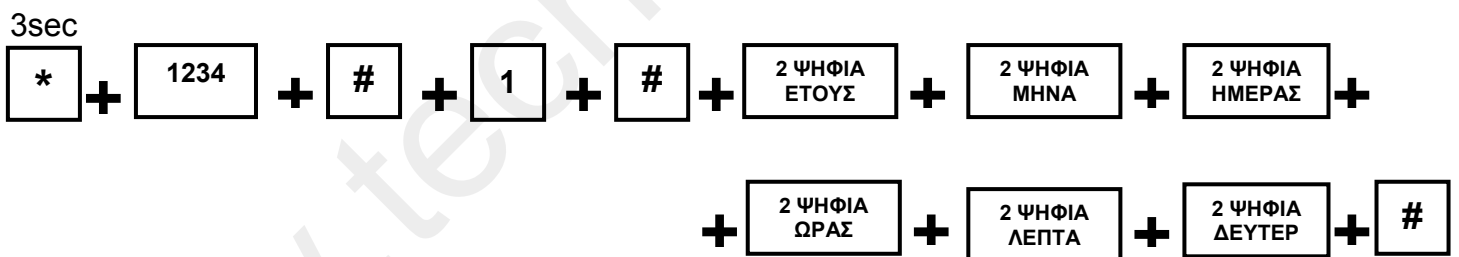 3sec
* + 1234 + # + 1 + # + 2 ΨΗΦΙΑ ΕΤΟΥΣ + 2 ΨΗΦΙΑ ΜΗΝΑ + 2 ΨΗΦΙΑ ΗΜΕΡΑΣ +
+ 2 ΨΗΦΙΑ ΩΡΑΣ + 2 ΨΗΦΙΑ ΛΕΠΤΑ + 2 ΨΗΦΙΑ ΔΕΥΤΕΡ + #
tech